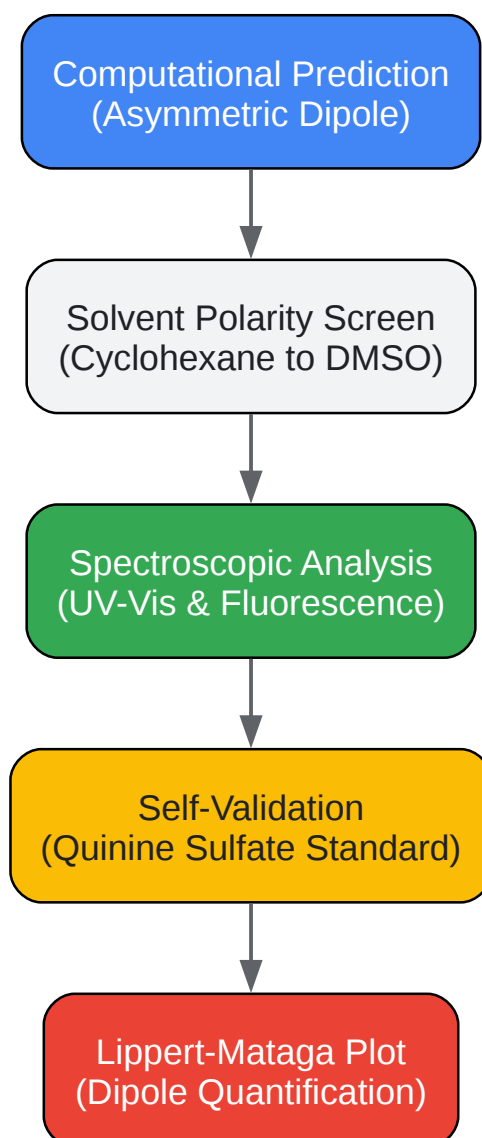 Computational Prediction
(Asymmetric Dipole)
Solvent Polarity Screen
(Cyclohexane to DMSO)
Spectroscopic Analysis
(UV-Vis & Fluorescence)
Self-Validation
(Quinine Sulfate Standard)
Lippert-Mataga Plot
(Dipole Quantification)